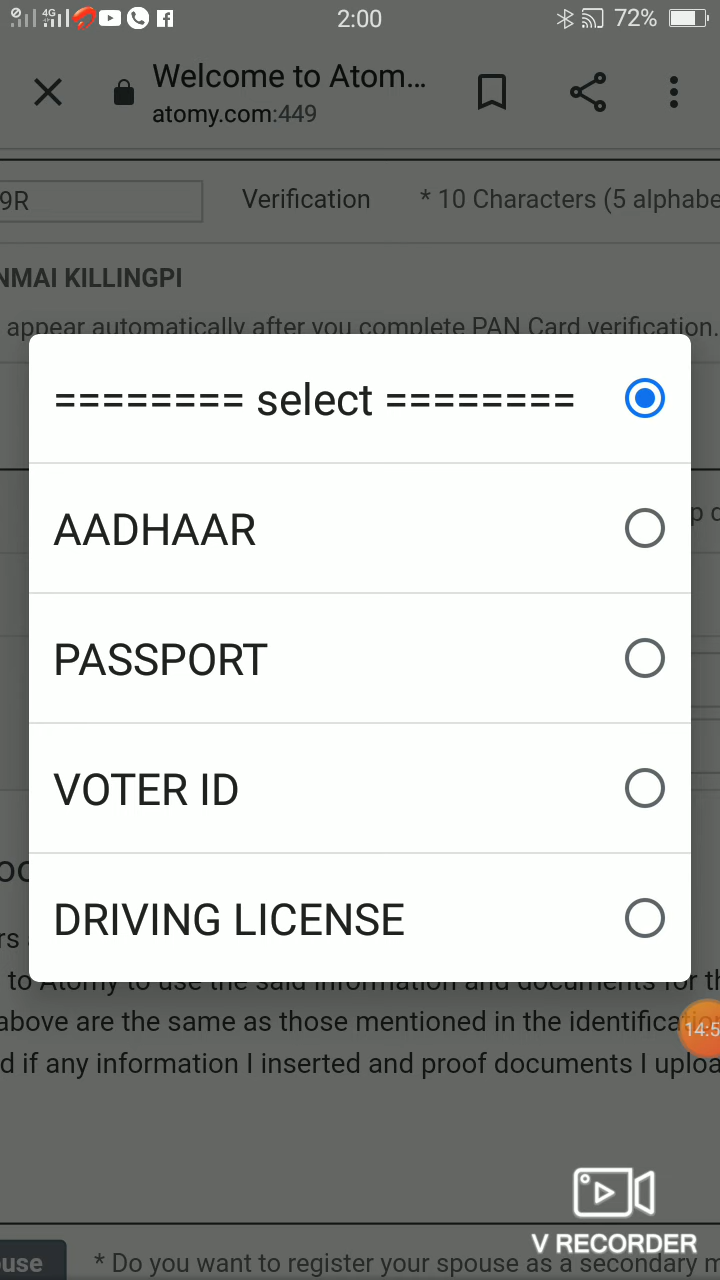 4G 2:00 72%
Welcome to Atom...
atomy.com:449
9R Verification * 10 Characters (5 alphabe
NMAI KILLINGPI
appear automatically after you complete PAN Card verification.
======== select ========
AADHAAR
p
PASSPORT
VOTER ID
DRIVING LICENSE
rs
to Atomy to use the said information and documents for th
above are the same as those mentioned in the identificatio
14:5
d if any information I inserted and proof documents I uploa
V RECORDER
use * Do you want to register your spouse as a secondary m